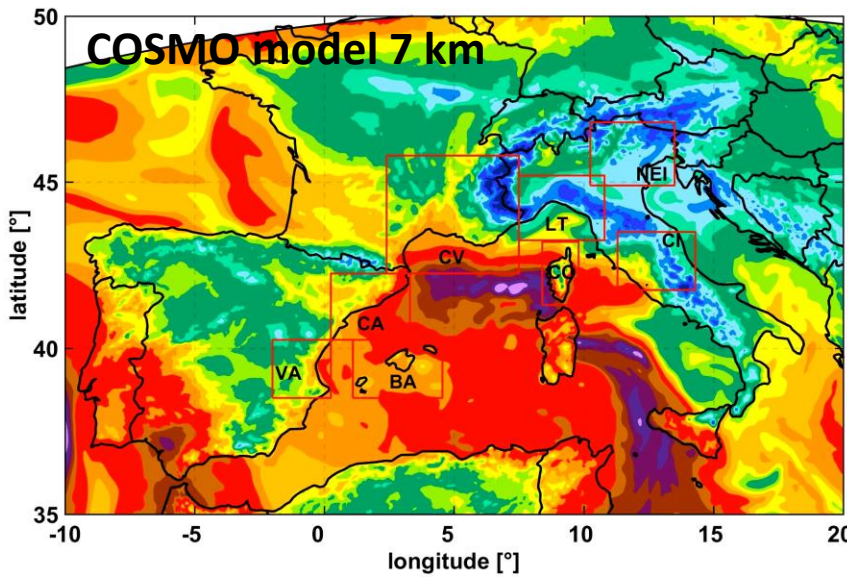 COSMO model 7 km
50
45
40
35
latitude [°]
NEI
LT
CI
CV
CO
CA
VA
BA
-10
-5
0
5
10
15
20
longitude [°]